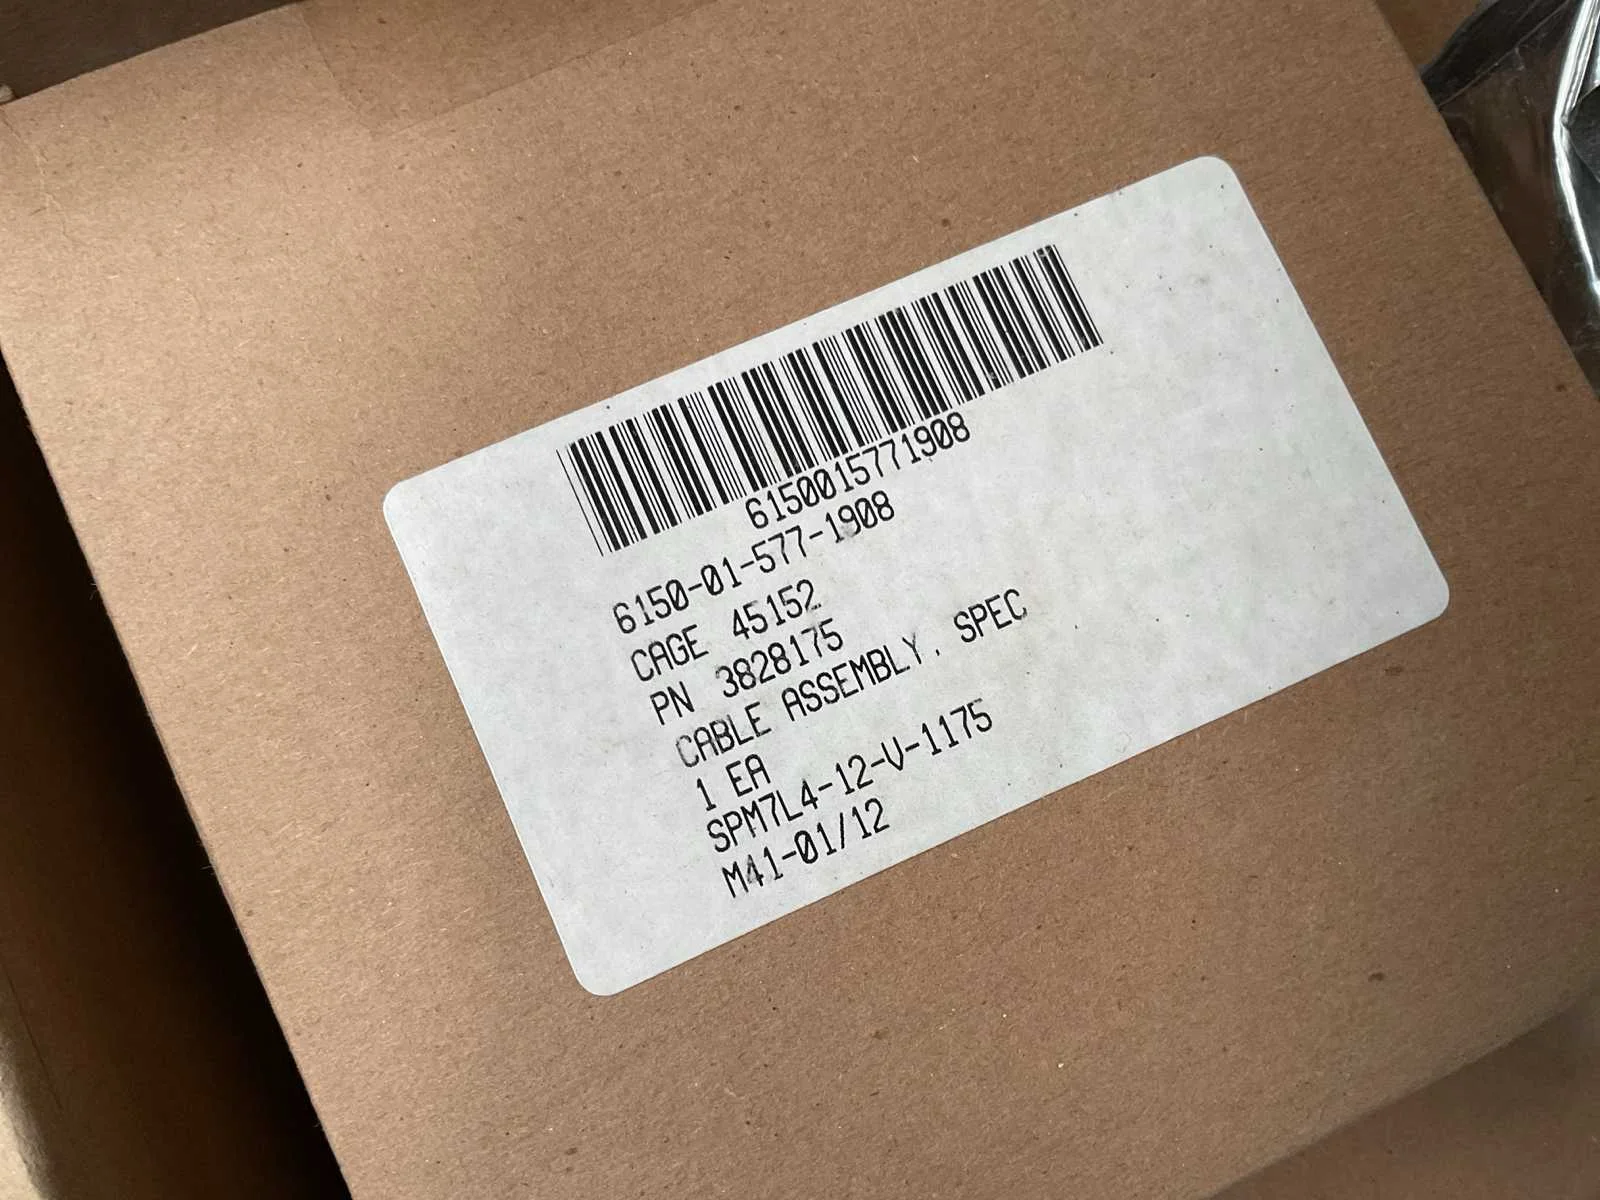 6150015771908
6150-01-577-1908
CAGE 45152
PN 3828175
CABLE ASSEMBLY, SPEC
1 EA
SPM7L4-12-V-1175
M41-01/12